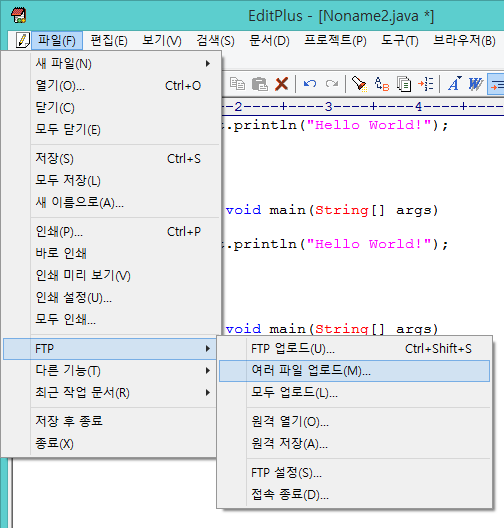 EditPlus - [Noname2.java *]
파일(F) 편집(E) 보기(V) 검색(S) 문서(D) 프로젝트(P) 도구(T) 브라우저(B)
새 파일(N)
열기(O)... Ctrl+O
닫기(C)
모두 닫기(E)
저장(S) Ctrl+S
모두 저장(L)
새 이름으로(A)...
인쇄(P)... Ctrl+P
바로 인쇄
인쇄 미리 보기(V)
인쇄 설정(U)...
모두 인쇄...
FTP
다른 기능(T)
최근 작업 문서(R)
저장 후 종료
종료(X)
--2----+----3----+----4----+--
t.println("Hello World!");
void main(String[] args)
t.println("Hello World!");
void main(String[] args)
FTP 업로드(U)... Ctrl+Shift+S
여러 파일 업로드(M)...
모두 업로드(L)...
원격 열기(O)...
원격 저장(A)...
FTP 설정(S)...
접속 종료(D)...